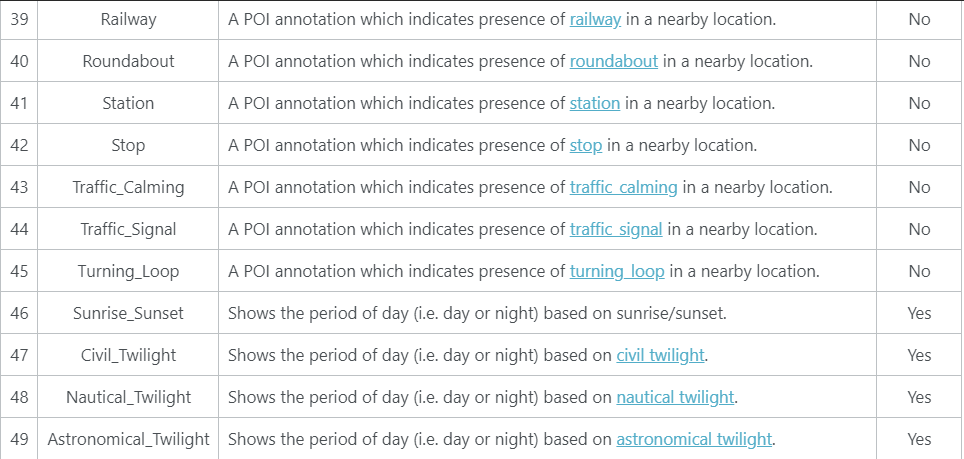 39 Railway A POI annotation which indicates presence of railway in a nearby location. No
40 Roundabout A POI annotation which indicates presence of roundabout in a nearby location. No
41 Station A POI annotation which indicates presence of station in a nearby location. No
42 Stop A POI annotation which indicates presence of stop in a nearby location. No
43 Traffic_Calming A POI annotation which indicates presence of traffic_calming in a nearby location. No
44 Traffic_Signal A POI annotation which indicates presence of traffic_signal in a nearby location. No
45 Turning_Loop A POI annotation which indicates presence of turning_loop in a nearby location. No
46 Sunrise_Sunset Shows the period of day (i.e. day or night) based on sunrise/sunset. Yes
47 Civil_Twilight Shows the period of day (i.e. day or night) based on civil twilight. Yes
48 Nautical_Twilight Shows the period of day (i.e. day or night) based on nautical twilight. Yes
49 Astronomical_Twilight Shows the period of day (i.e. day or night) based on astronomical twilight. Yes